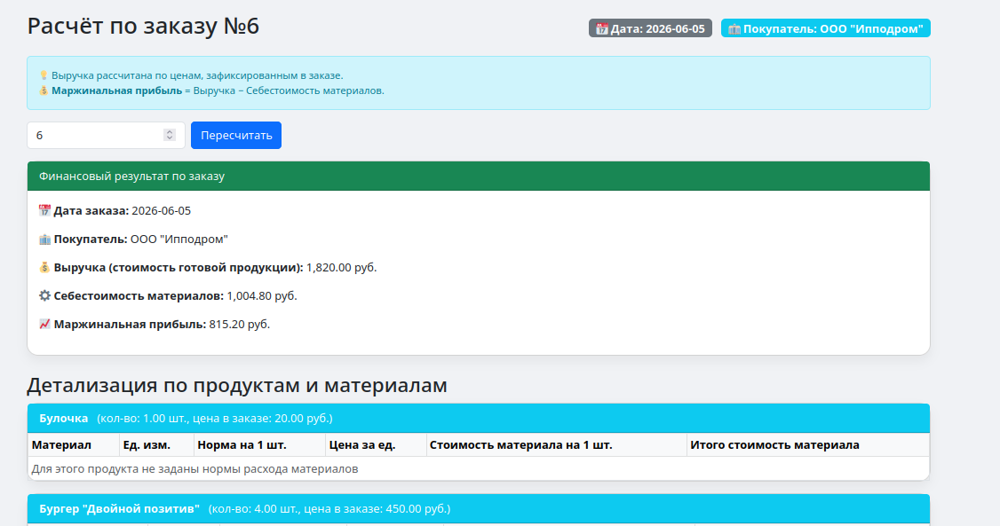 Расчёт по заказу №6
Дата: 2026-06-05
Покупатель: ООО "Ипподром"
Выручка рассчитана по ценам, зафиксированным в заказе.
Маржинальная прибыль = Выручка − Себестоимость материалов.
6
Пересчитать
Финансовый результат по заказу
Дата заказа: 2026-06-05
Покупатель: ООО "Ипподром"
Выручка (стоимость готовой продукции): 1,820.00 руб.
Себестоимость материалов: 1,004.80 руб.
Маржинальная прибыль: 815.20 руб.
Детализация по продуктам и материалам
Булочка (кол-во: 1.00 шт., цена в заказе: 20.00 руб.)
Материал Ед. изм. Норма на 1 шт. Цена за ед. Стоимость материала на 1 шт. Итого стоимость материала
Для этого продукта не заданы нормы расхода материалов
Бургер "Двойной позитив" (кол-во: 4.00 шт., цена в заказе: 450.00 руб.)